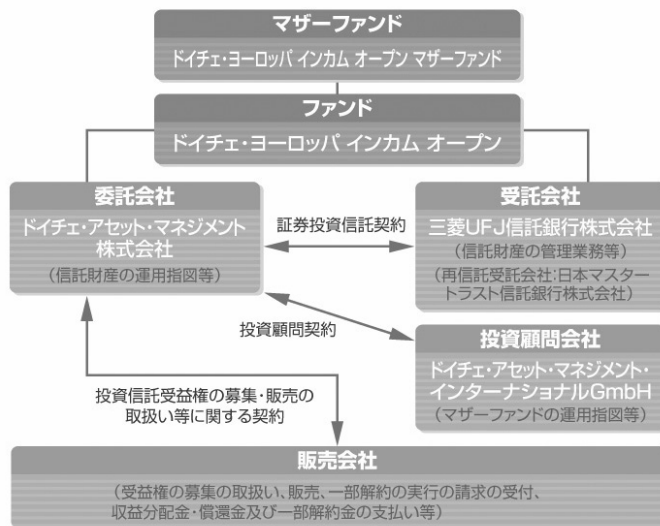 マザーファンド
ドイチェ・ヨーロッパ インカム オープン マザーファンド
ファンド
ドイチェ・ヨーロッパ インカム オープン
委託会社
ドイチェ・アセット・マネジメント
株式会社
(信託財産の運用指図等)
証券投資信託契約
受託会社
三菱UFJ信託銀行株式会社
(信託財産の管理業務等)
(再信託受託会社:日本マスター
トラスト信託銀行株式会社)
投資顧問契約
投資顧問会社
ドイチェ・アセット・マネジメント・
インターナショナルGmbH
(マザーファンドの運用指図等)
投資信託受益権の募集・販売の
取扱い等に関する契約
販売会社
(受益権の募集の取扱い、販売、一部解約の実行の請求の受付、
収益分配金・償還金及び一部解約金の支払い等)